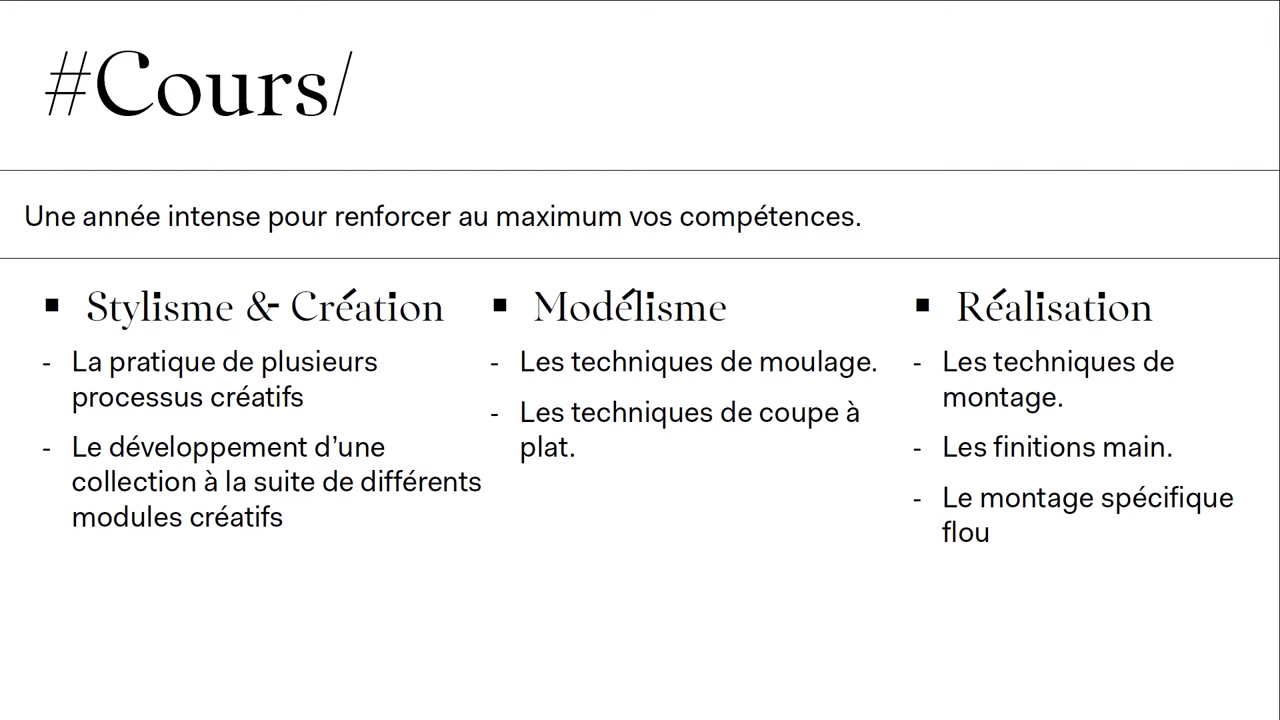 #Cours/
Une année intense pour renforcer au maximum vos compétences.
▪ Stylisme & Création
- La pratique de plusieurs
processus créatifs
- Le développement d’une
collection à la suite de différents
modules créatifs
▪ Modélisme
- Les techniques de moulage.
- Les techniques de coupe à
plat.
▪ Réalisation
- Les techniques de
montage.
- Les finitions main.
- Le montage spécifique
flou